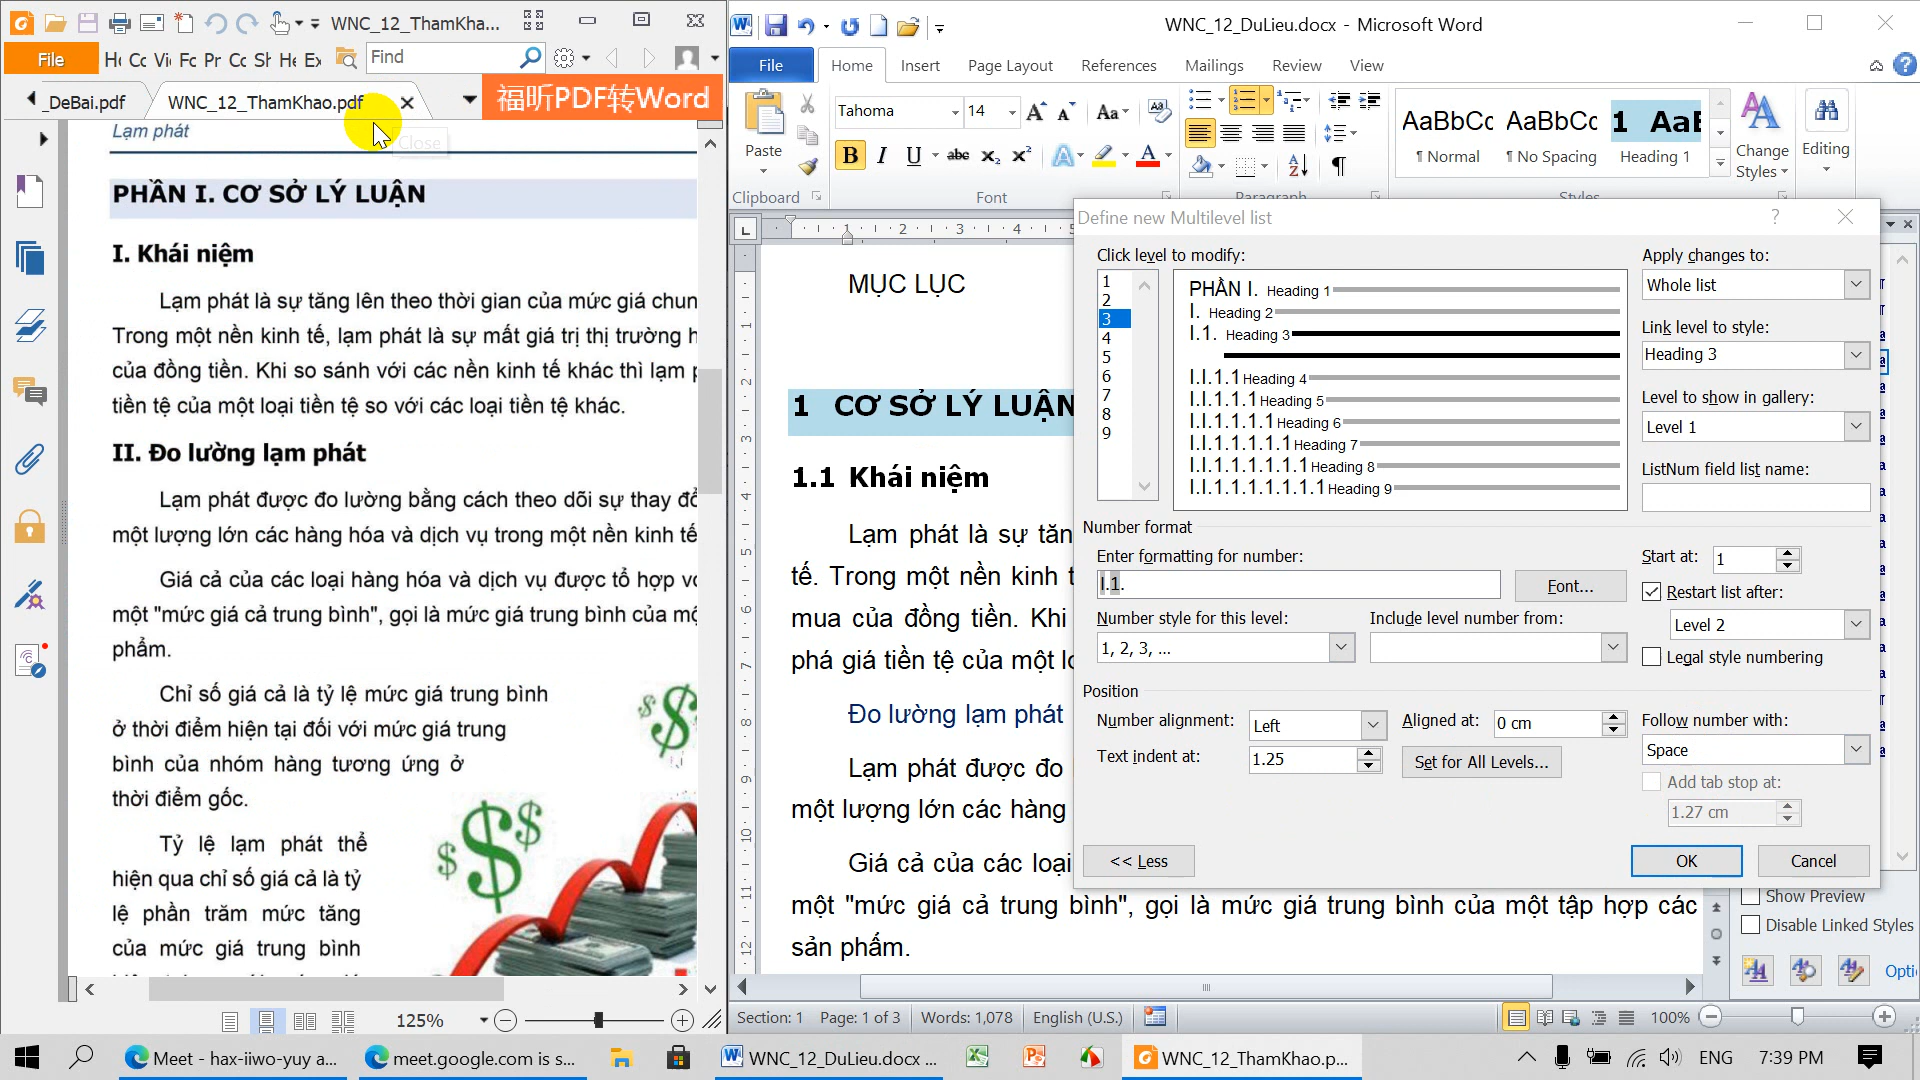 WNC_12_ThamKha...
File
Find
_DeBai.pdf
WNC_12_ThamKhao.pdf
福昕PDF转Word
Close
Lạm phát
PHẦN I. CƠ SỞ LÝ LUẬN
I. Khái niệm
Lạm phát là sự tăng lên theo thời gian của mức giá chun
Trong một nền kinh tế, lạm phát là sự mất giá trị thị trường h
của đồng tiền. Khi so sánh với các nền kinh tế khác thì lạm
tiền tệ của một loại tiền tệ so với các loại tiền tệ khác.
II. Đo lường lạm phát
Lạm phát được đo lường bằng cách theo dõi sự thay đổ
một lượng lớn các hàng hóa và dịch vụ trong một nền kinh tế
Giá cả của các loại hàng hóa và dịch vụ được tổ hợp vớ
một "mức giá cả trung bình", gọi là mức giá trung bình của mộ
phẩm.
Chỉ số giá cả là tỷ lệ mức giá trung bình
ở thời điểm hiện tại đối với mức giá trung
bình của nhóm hàng tương ứng ở
thời điểm gốc.
Tỷ lệ lạm phát thể
hiện qua chỉ số giá cả là tỷ
lệ phần trăm mức tăng
của mức giá trung bình
125%
WNC_12_DuLieu.docx - Microsoft Word
File Home Insert Page Layout References Mailings Review View
Paste
Clipboard
Tahoma 14
Font
Paragraph
AaBbCc AaBbCc 1 AaB
¶ Normal ¶ No Spacing Heading 1
Change Styles
Editing
Styles
MỤC LỤC
1 CƠ SỞ LÝ LUẬN
1.1 Khái niệm
Lạm phát là sự tăn
tế. Trong một nền kinh t
mua của đồng tiền. Khi
phá giá tiền tệ của một lo
Đo lường lạm phát
Lạm phát được đo
một lượng lớn các hàng
Giá cả của các loại
một "mức giá cả trung bình", gọi là mức giá trung bình của một tập hợp các
sản phẩm.
Define new Multilevel list
Click level to modify:
1
2
3
4
5
6
7
8
9
PHẦN I. Heading 1
I. Heading 2
I.1. Heading 3
I.I.1.1 Heading 4
I.I.1.1.1 Heading 5
I.I.1.1.1.1 Heading 6
I.I.1.1.1.1.1 Heading 7
I.I.1.1.1.1.1.1 Heading 8
I.I.1.1.1.1.1.1.1 Heading 9
Apply changes to:
Whole list
Link level to style:
Heading 3
Level to show in gallery:
Level 1
ListNum field list name:
Number format
Enter formatting for number:
I.1.
Font...
Number style for this level:
1, 2, 3, ...
Include level number from:
Start at: 1
Restart list after:
Level 2
Legal style numbering
Position
Number alignment: Left
Aligned at: 0 cm
Text indent at: 1.25
Set for All Levels...
Follow number with:
Space
Add tab stop at:
1.27 cm
<< Less
OK
Cancel
Show Preview
Disable Linked Styles
Opti
Section: 1 Page: 1 of 3 Words: 1,078 English (U.S.)
100%
Meet - hax-iiwo-yuy a...
meet.google.com is s...
WNC_12_DuLieu.docx ...
WNC_12_ThamKhao.p...
ENG
7:39 PM